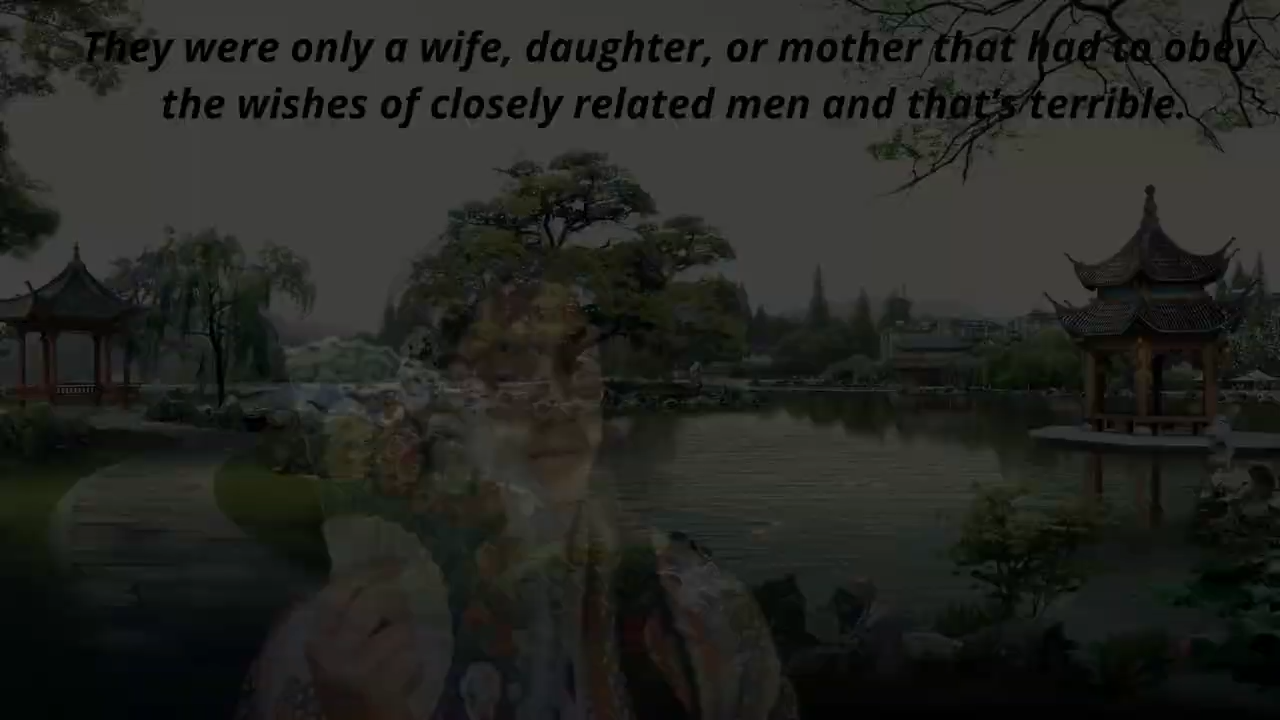 They were only a wife, daughter, or mother that had to obey
the wishes of closely related men and that's terrible.